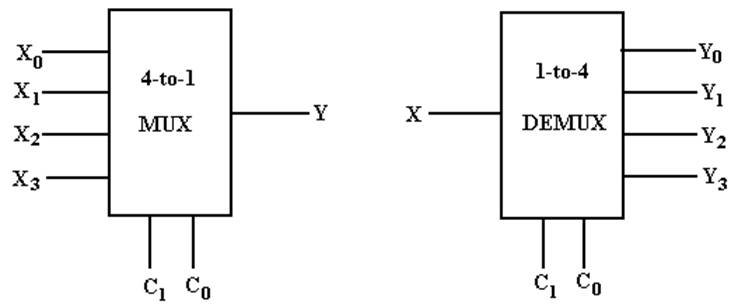 X0
X1
X2
X3
4-to-1
MUX
Y
C1 C0
X
1-to-4
DEMUX
Y0
Y1
Y2
Y3
C1 C0